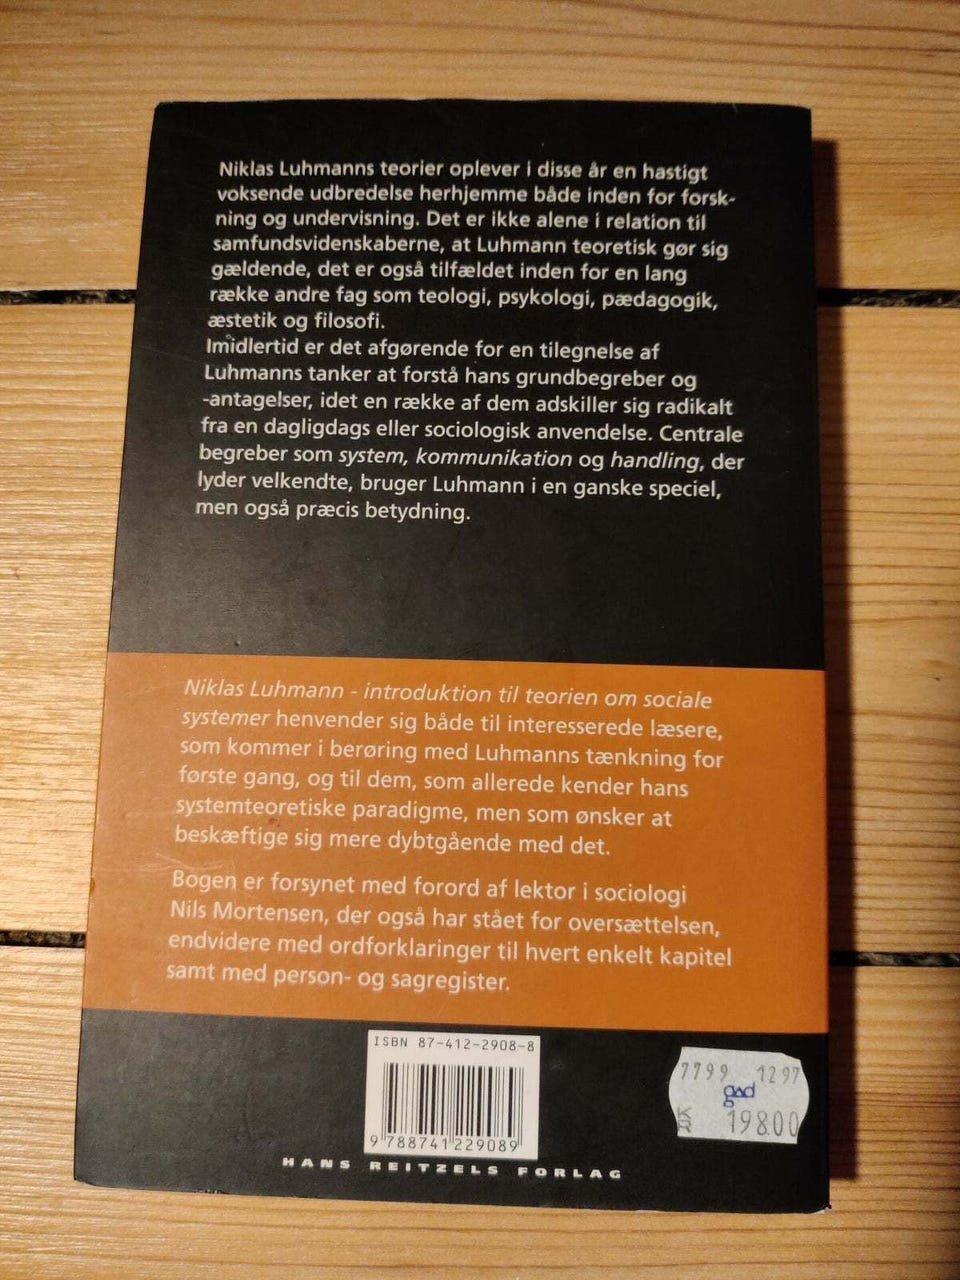 Niklas Luhmanns teorier oplever i disse år en hastigt
voksende udbredelse herhjemme både inden for forsk-
ning og undervisning. Det er ikke alene i relation til
samfundsvidenskaberne, at Luhmann teoretisk gør sig
gældende, det er også tilfældet inden for en lang
række andre fag som teologi, psykologi, pædagogik,
æstetik og filosofi.
Imidlertid er det afgørende for en tilegnelse af
Luhmanns tanker at forstå hans grundbegreber og
-antagelser, idet en række af dem adskiller sig radikalt
fra en dagligdags eller sociologisk anvendelse. Centrale
begreber som system, kommunikation og handling, der
lyder velkendte, bruger Luhmann i en ganske speciel,
men også præcis betydning.
Niklas Luhmann - introduktion til teorien om sociale
systemer henvender sig både til interesserede læsere,
som kommer i berøring med Luhmanns tænkning for
første gang, og til dem, som allerede kender hans
systemteoretiske paradigme, men som ønsker at
beskæftige sig mere dybtgående med det.
Bogen er forsynet med forord af lektor i sociologi
Nils Mortensen, der også har stået for oversættelsen,
endvidere med ordforklaringer til hvert enkelt kapitel
samt med person- og sagregister.
ISBN 87-412-2908-8
9 788741 229089
7799 1297
gad
KR 19800
HANS REITZELS FORLAG